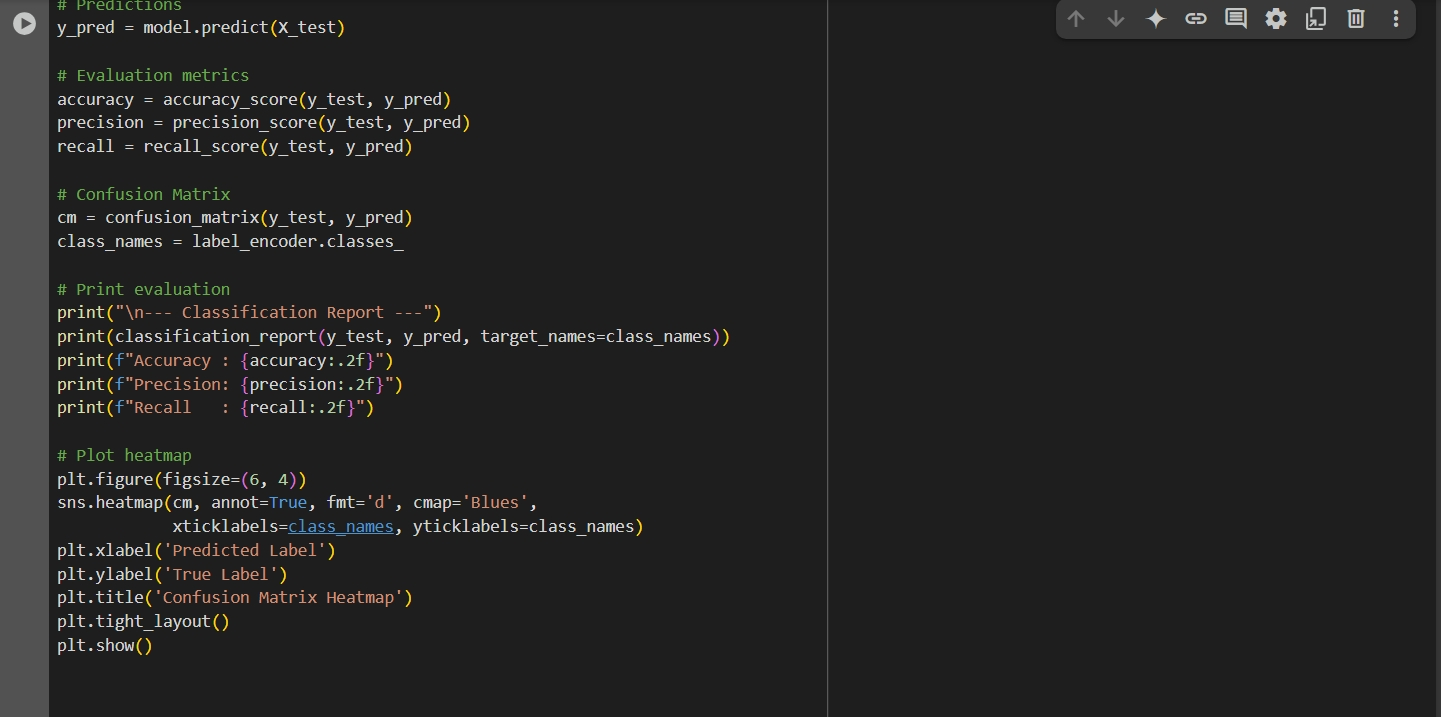 # Predictions
y_pred = model.predict(X_test)

# Evaluation metrics
accuracy = accuracy_score(y_test, y_pred)
precision = precision_score(y_test, y_pred)
recall = recall_score(y_test, y_pred)

# Confusion Matrix
cm = confusion_matrix(y_test, y_pred)
class_names = label_encoder.classes_

# Print evaluation
print("\n--- Classification Report ---")
print(classification_report(y_test, y_pred, target_names=class_names))
print(f"Accuracy : {accuracy:.2f}")
print(f"Precision: {precision:.2f}")
print(f"Recall   : {recall:.2f}")

# Plot heatmap
plt.figure(figsize=(6, 4))
sns.heatmap(cm, annot=True, fmt='d', cmap='Blues',
            xticklabels=class_names, yticklabels=class_names)
plt.xlabel('Predicted Label')
plt.ylabel('True Label')
plt.title('Confusion Matrix Heatmap')
plt.tight_layout()
plt.show()